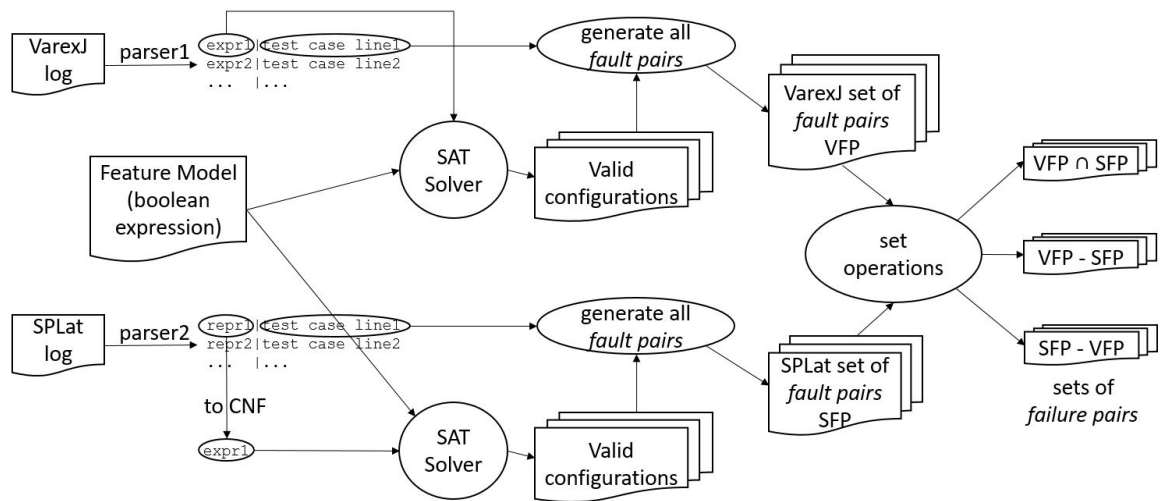 VarexJ
log
parser1
expr1|test case line1
expr2|test case line2
... |...
generate all
fault pairs
VarexJ set of
fault pairs
VFP
Feature Model
(boolean
expression)
SAT
Solver
Valid
configurations
VFP ∩ SFP
set
operations
VFP - SFP
SPLat
log
parser2
repr1|test case line1
repr2|test case line2
... |...
generate all
fault pairs
SFP - VFP
SPLat set of
fault pairs
SFP
sets of
failure pairs
to CNF
expr1
SAT
Solver
Valid
configurations